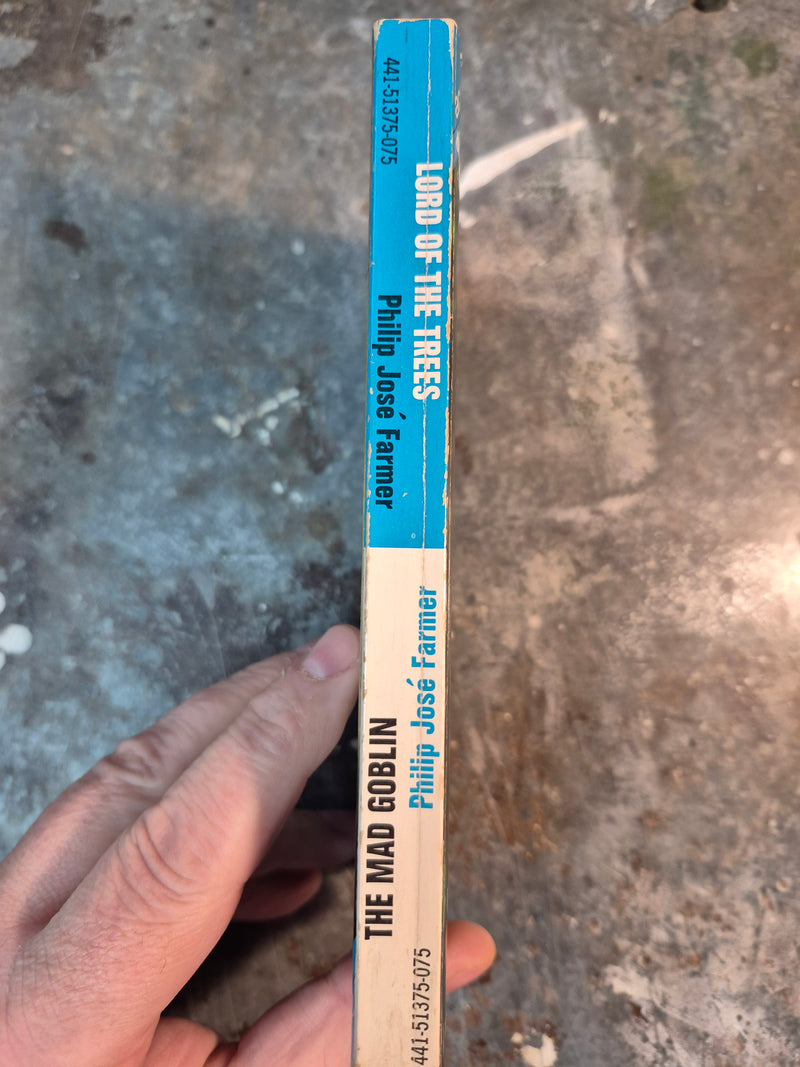 441-51375-075
LORD OF THE TREES
Philip José Farmer
THE MAD GOBLIN
Philip José Farmer
441-51375-075